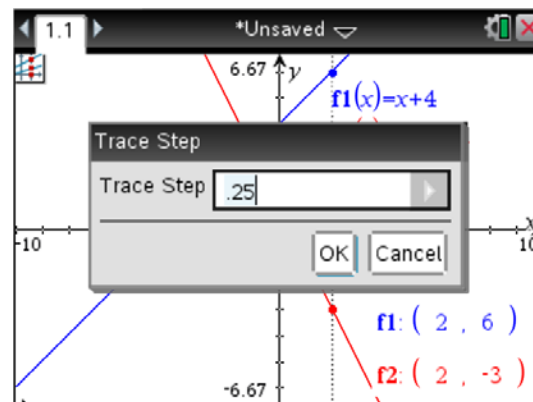 1.1 *Unsaved
6.67 y
f1(x)=x+4
Trace Step
Trace Step .25
OK Cancel
-10 x
10
f1: ( 2 , 6 )
f2: ( 2 , -3 )
-6.67